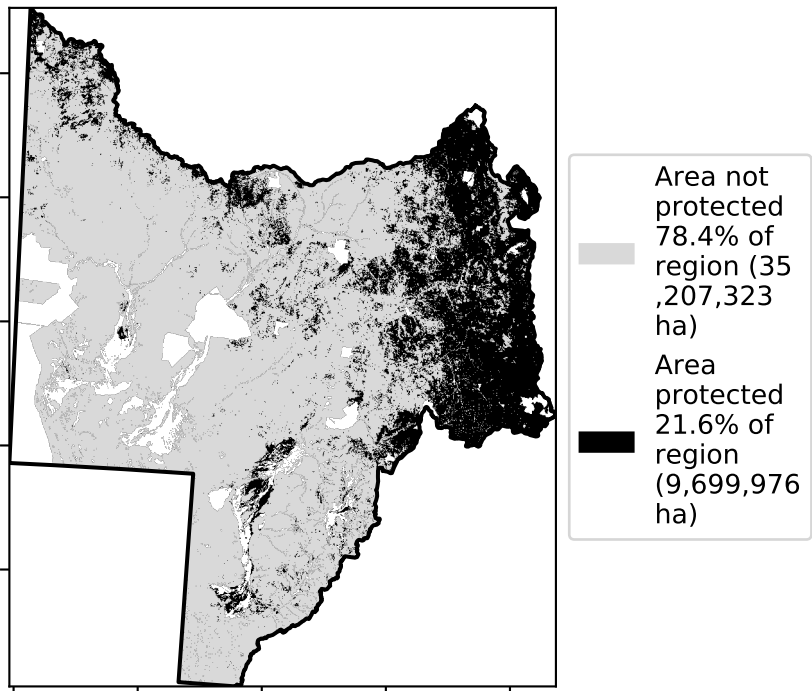 Area not
protected
78.4% of
region (35
,207,323
ha)
Area
protected
21.6% of
region
(9,699,976
ha)